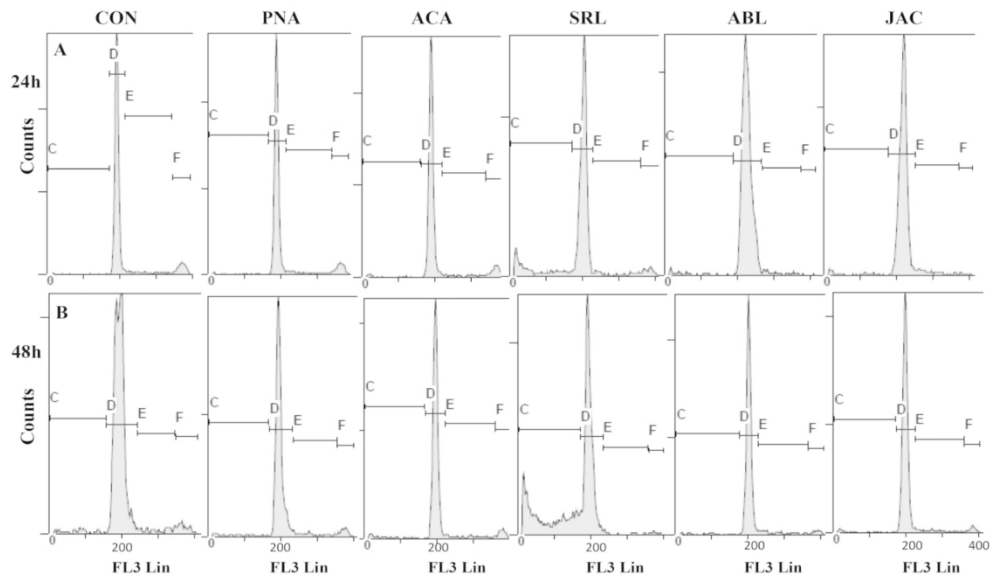 CON PNA ACA SRL ABL JAC
A
24h
Counts
C D E F C D E F C D E F C D E F C D E F C D E F
0 0 0 0 0 0
B
48h
Counts
C D E F C D E F C D E F C D E F C D E F C D E F
0 200 0 200 0 200 0 200 0 200 0 200 400
FL3 Lin FL3 Lin FL3 Lin FL3 Lin FL3 Lin FL3 Lin